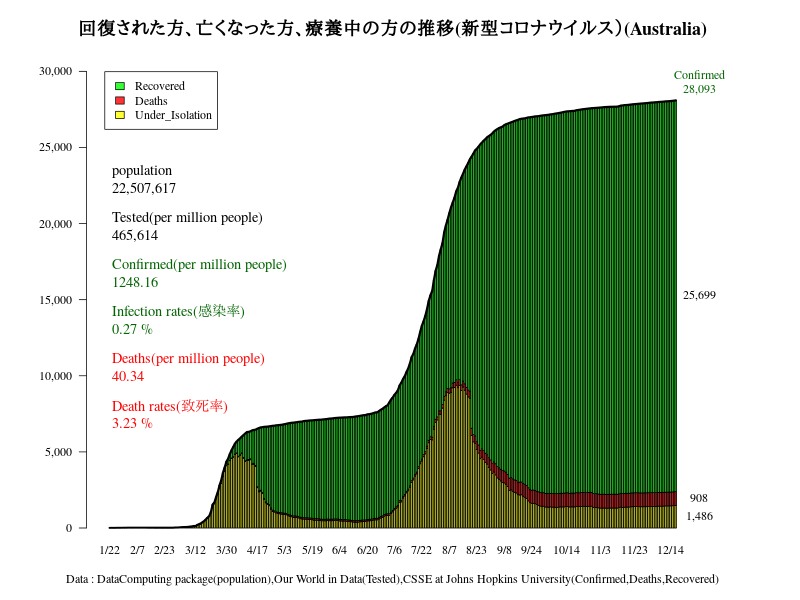 回復された方、亡くなった方、療養中の方の推移(新型コロナウイルス）(Australia)
Confirmed
28,093
30,000
25,000
20,000
15,000
10,000
5,000
0
Recovered
Deaths
Under_Isolation
population
22,507,617
Tested(per million people)
465,614
Confirmed(per million people)
1248.16
Infection rates(感染率)
0.27 %
Deaths(per million people)
40.34
Death rates(致死率)
3.23 %
25,699
908
1,486
1/22 2/7 2/23 3/12 3/30 4/17 5/3 5/19 6/4 6/20 7/6 7/22 8/7 8/23 9/8 9/24 10/14 11/3 11/23 12/14
Data : DataComputing package(population),Our World in Data(Tested),CSSE at Johns Hopkins University(Confirmed,Deaths,Recovered)